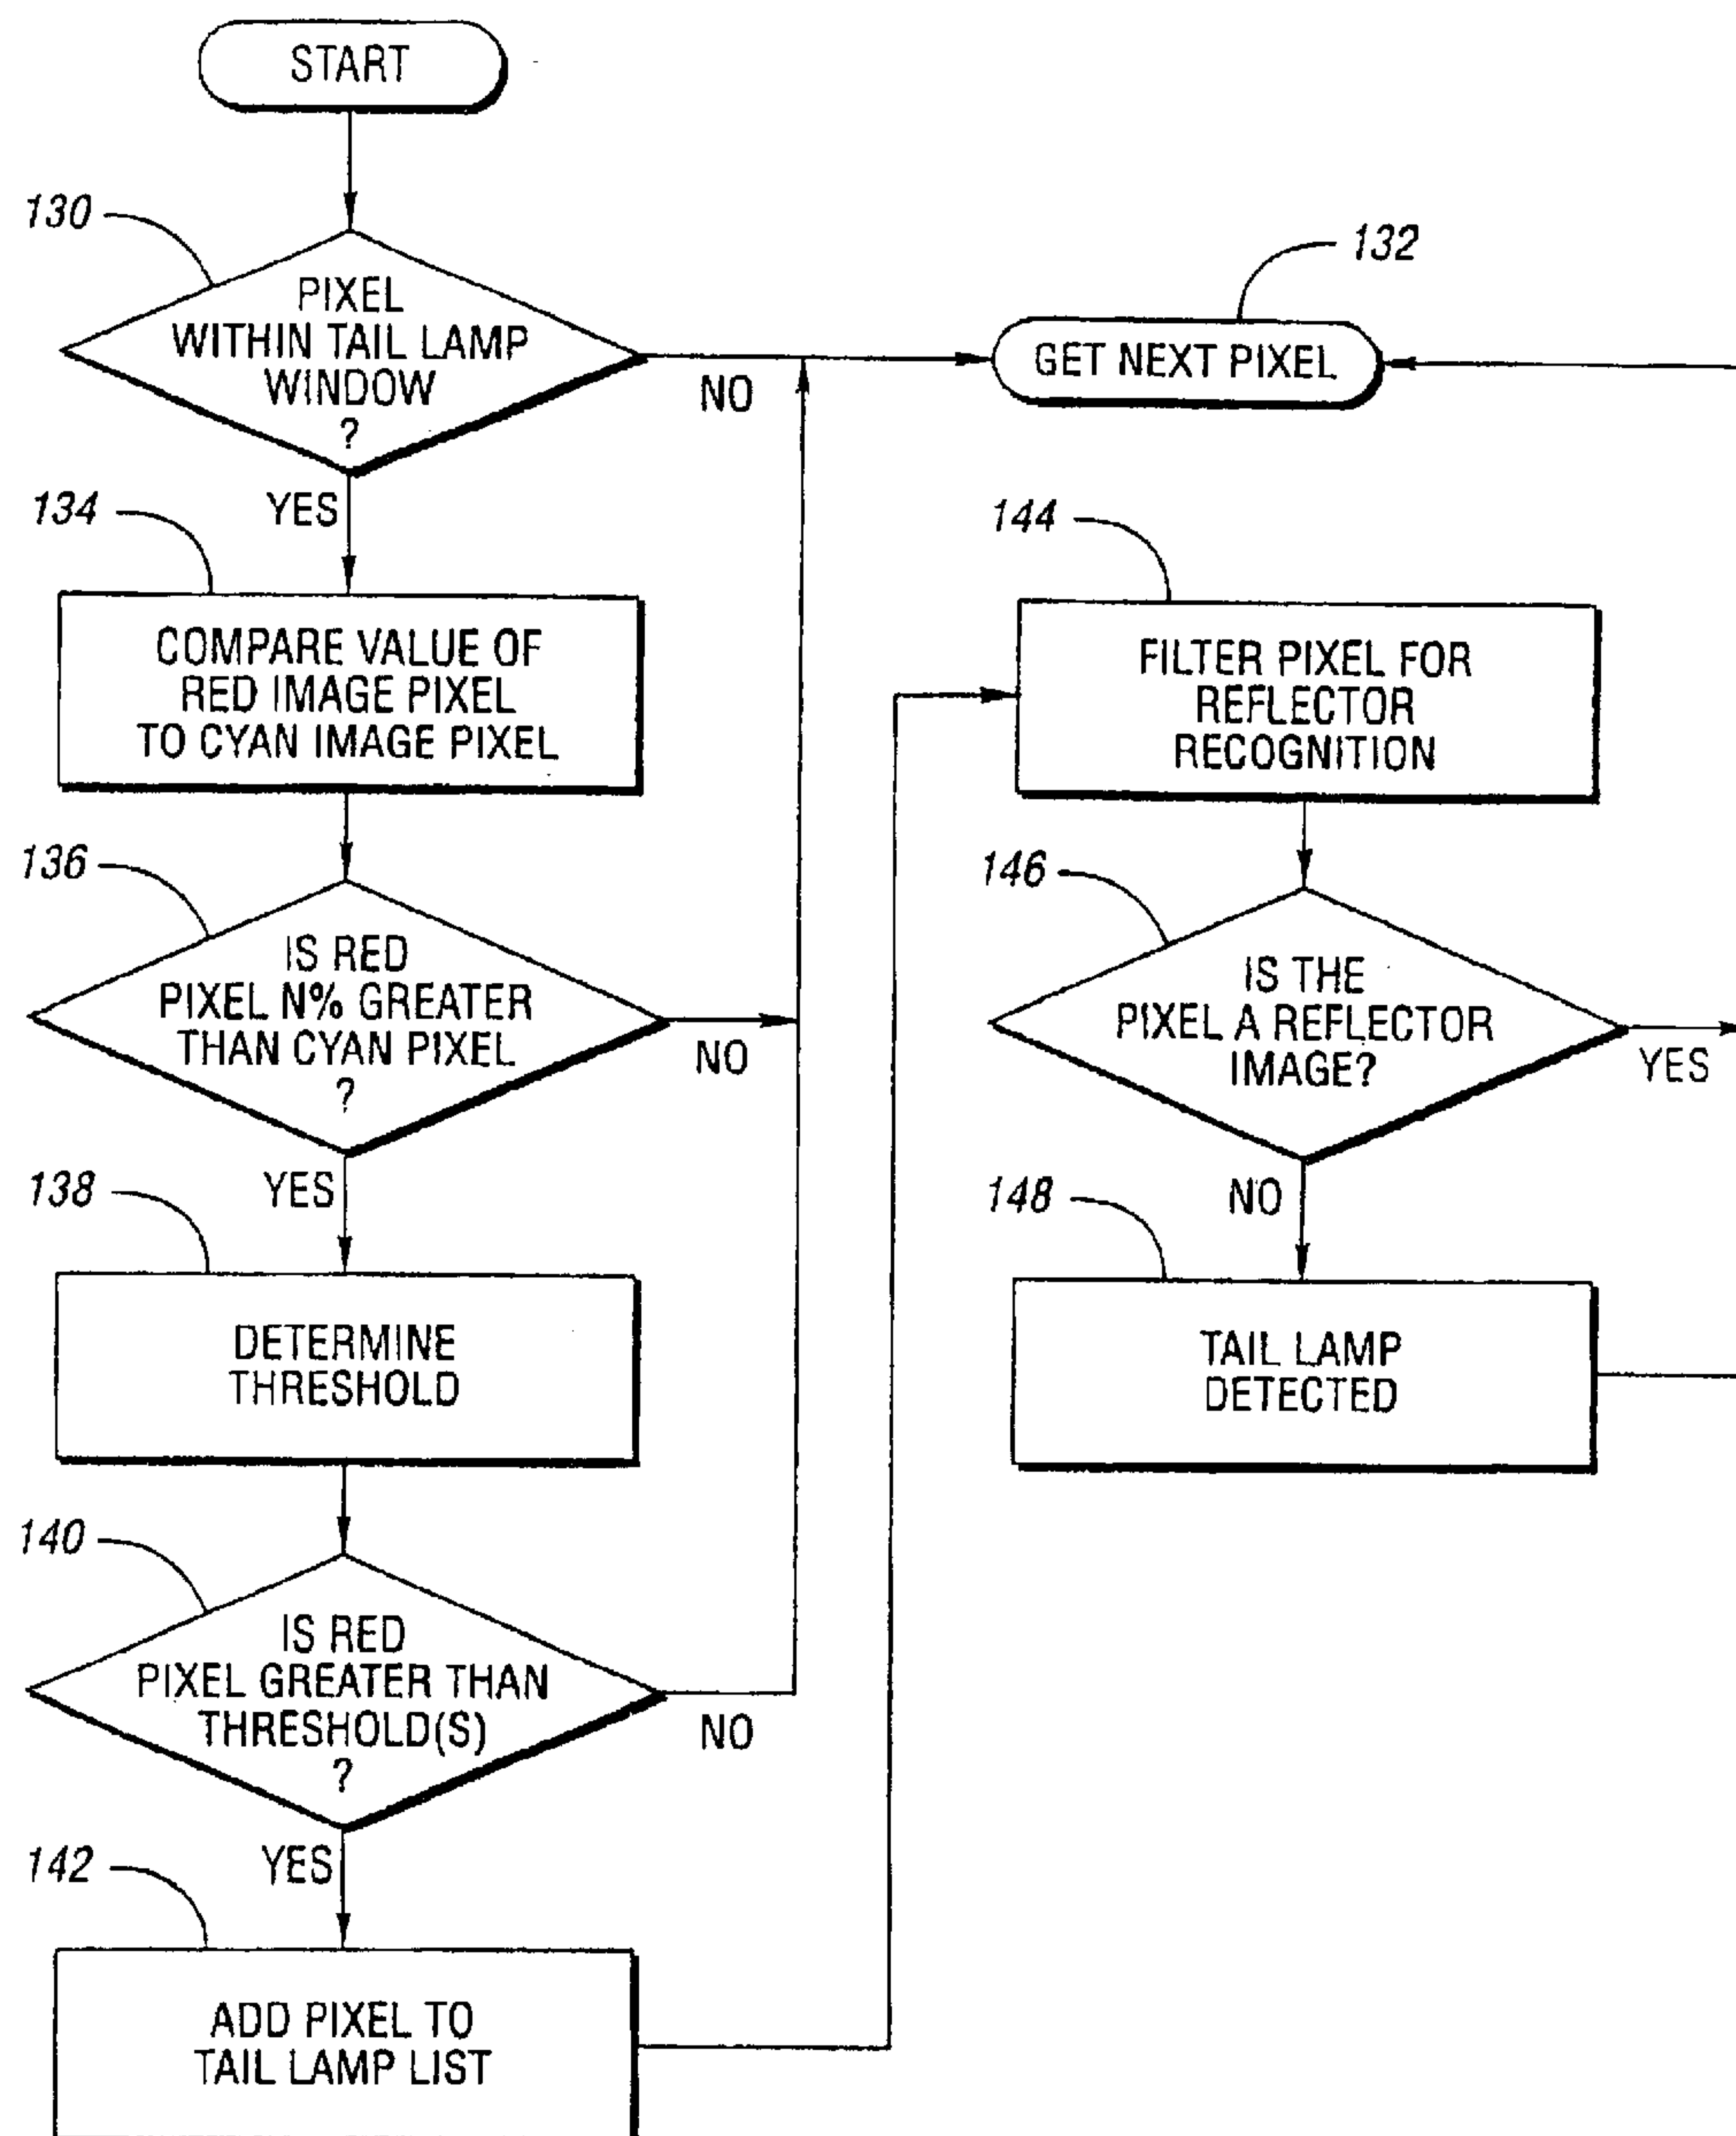 START
130
PIXEL
WITHIN TAIL LAMP
WINDOW
?
NO
YES
132
GET NEXT PIXEL
134
COMPARE VALUE OF
RED IMAGE PIXEL
TO CYAN IMAGE PIXEL
136
IS RED
PIXEL N% GREATER
THAN CYAN PIXEL
?
NO
YES
138
DETERMINE
THRESHOLD
140
IS RED
PIXEL GREATER THAN
THRESHOLD(S)
?
NO
YES
142
ADD PIXEL TO
TAIL LAMP LIST
144
FILTER PIXEL FOR
REFLECTOR
RECOGNITION
146
IS THE
PIXEL A REFLECTOR
IMAGE?
YES
NO
148
TAIL LAMP
DETECTED